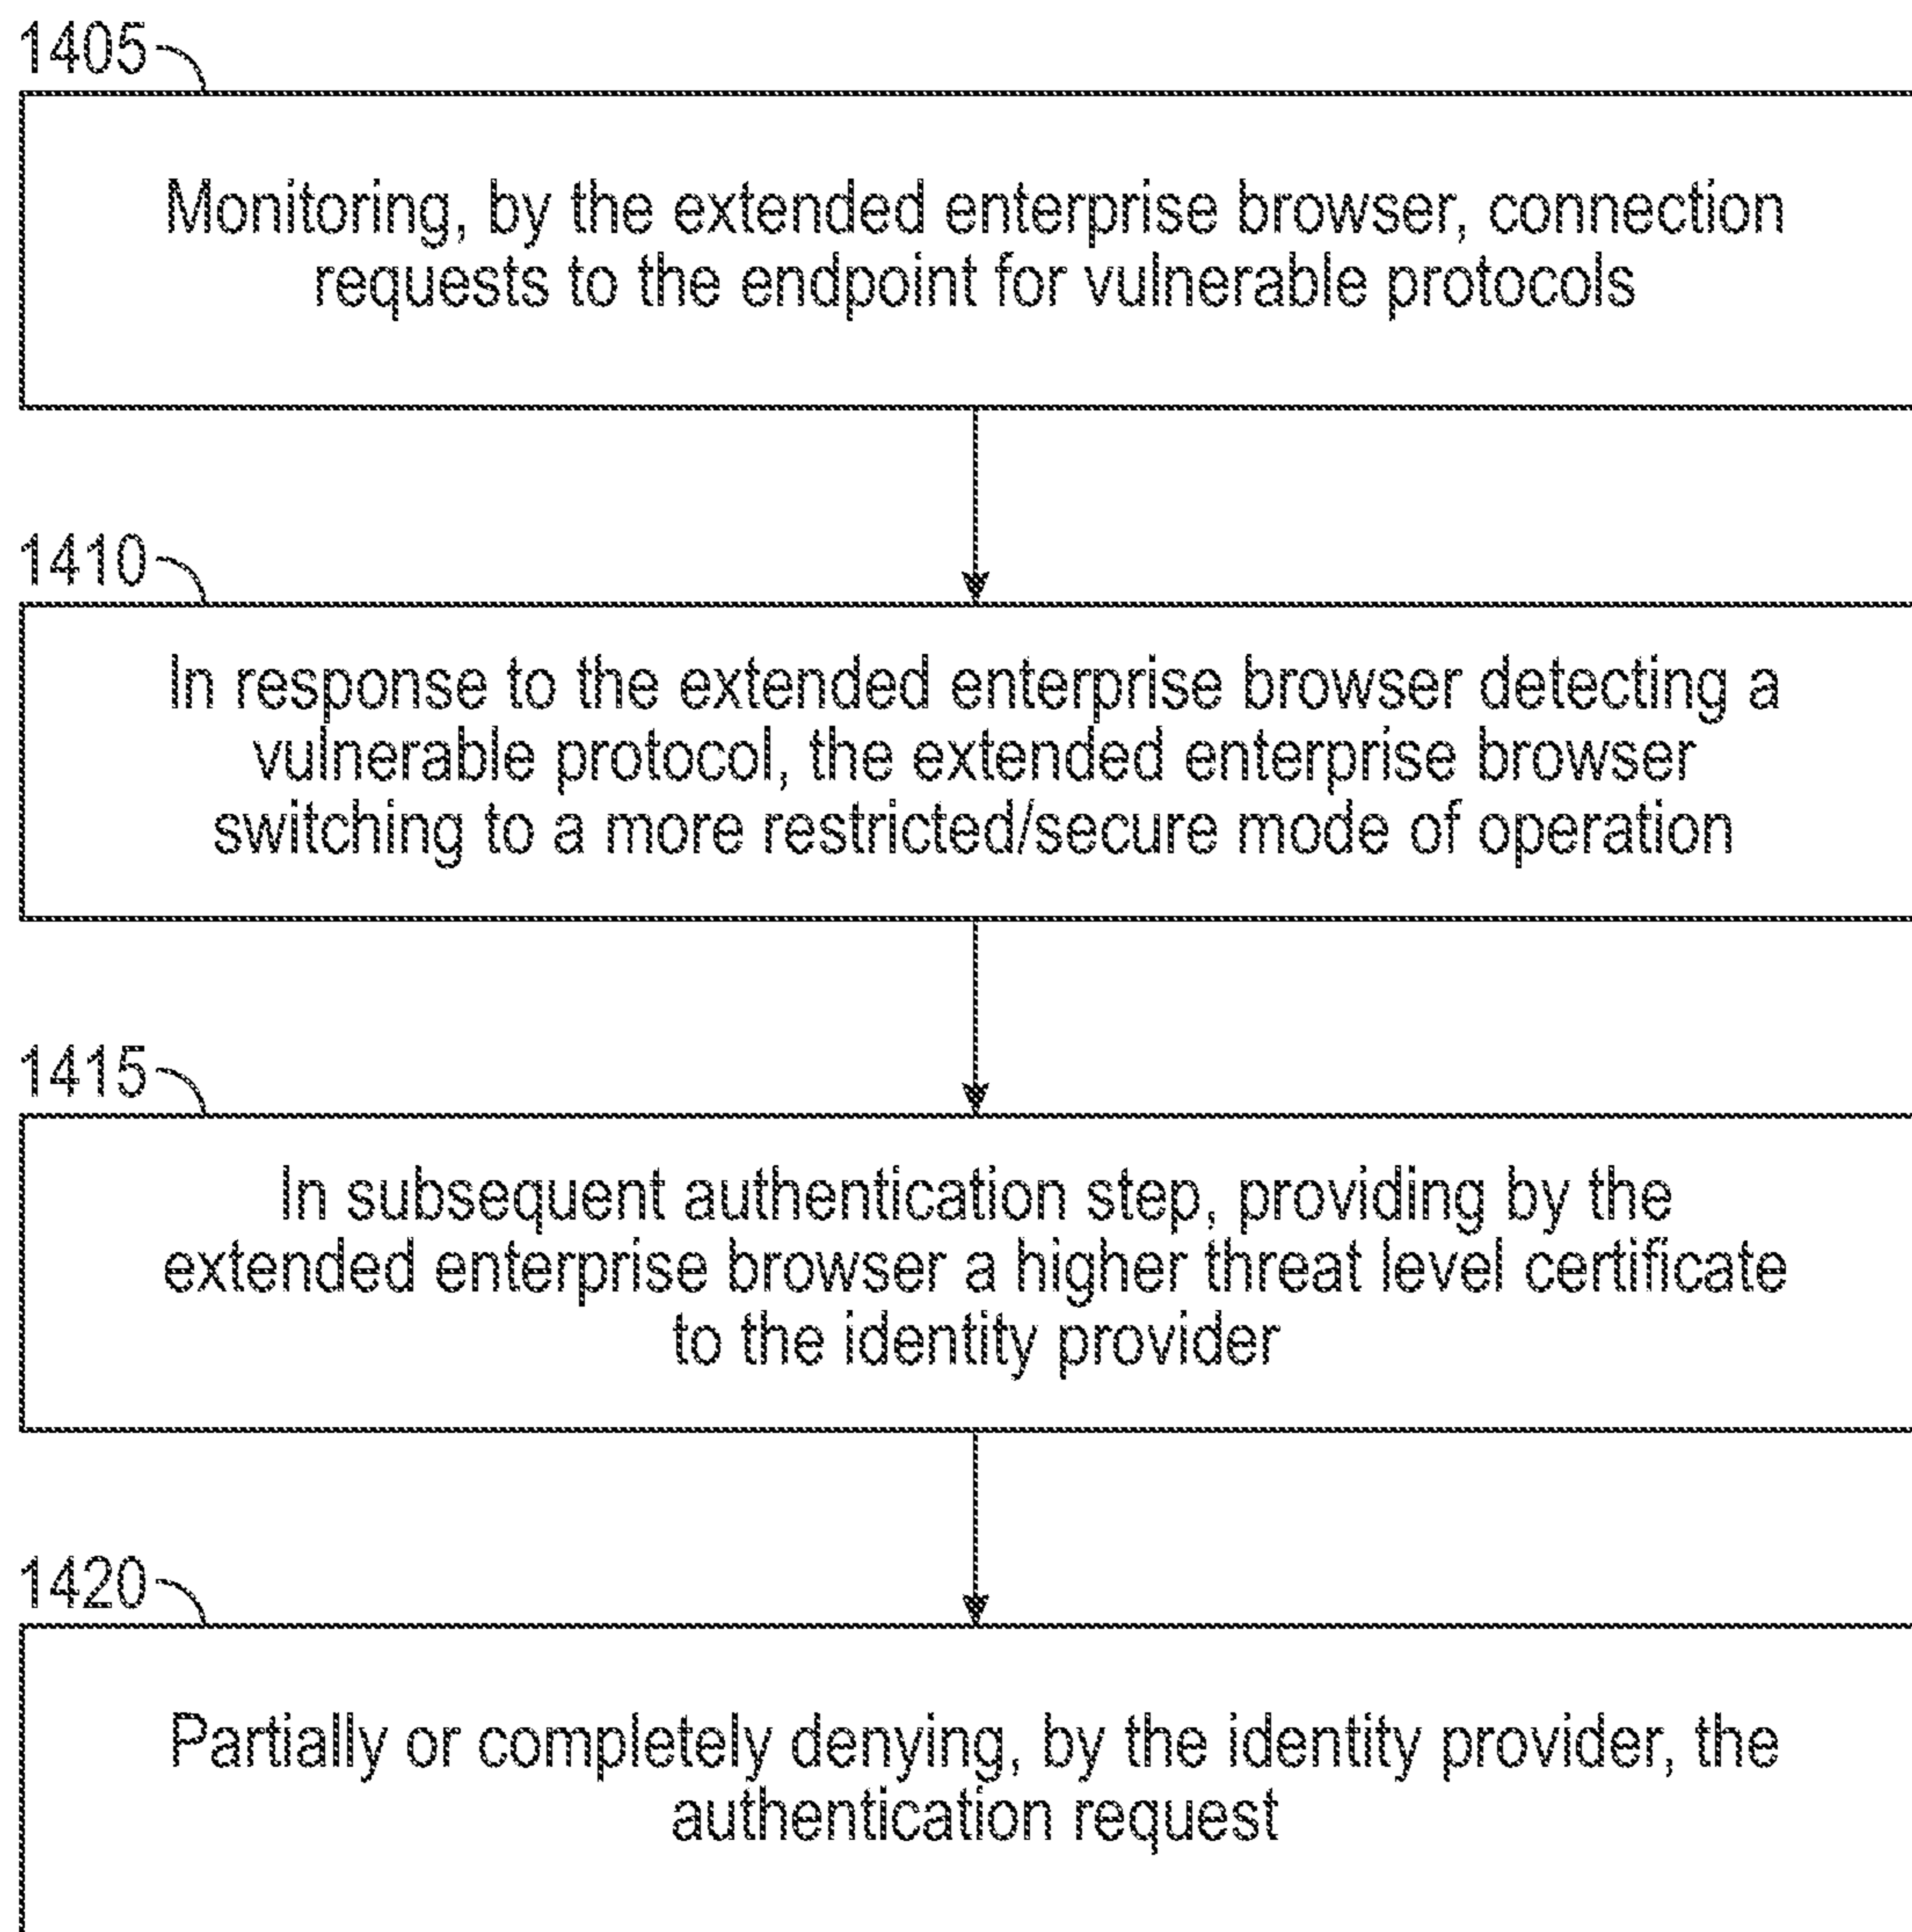 1405
Monitoring, by the extended enterprise browser, connection
requests to the endpoint for vulnerable protocols
1410
In response to the extended enterprise browser detecting a
vulnerable protocol, the extended enterprise browser
switching to a more restricted/secure mode of operation
1415
In subsequent authentication step, providing by the
extended enterprise browser a higher threat level certificate
to the identity provider
1420
Partially or completely denying, by the identity provider, the
authentication request